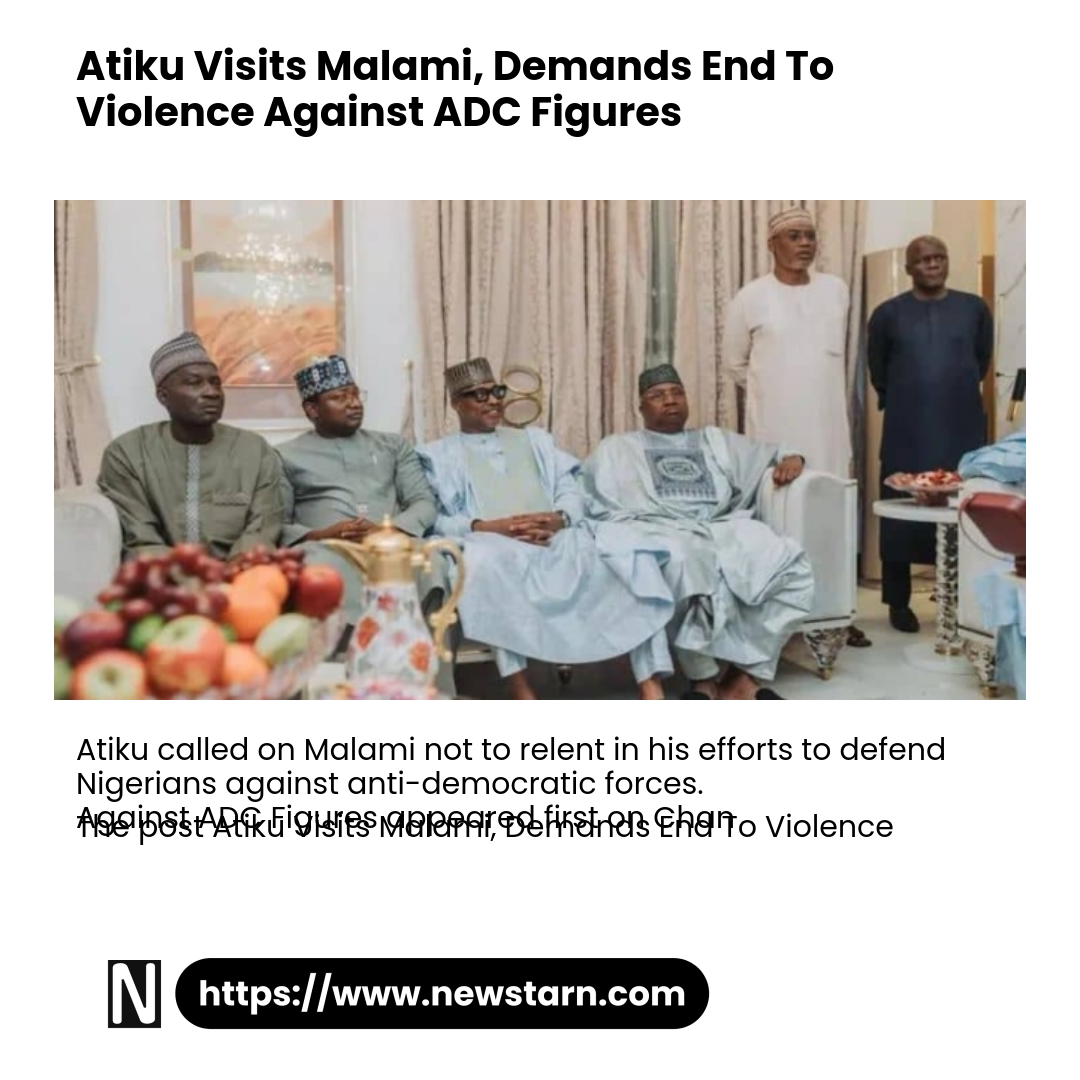 Atiku Visits Malami, Demands End To
Violence Against ADC Figures
Atiku called on Malami not to relent in his efforts to defend
Nigerians against anti-democratic forces.
The post Atiku Visits Malami, Demands End To Violence
Against ADC Figures appeared first on Chan
N
https://www.newstarn.com